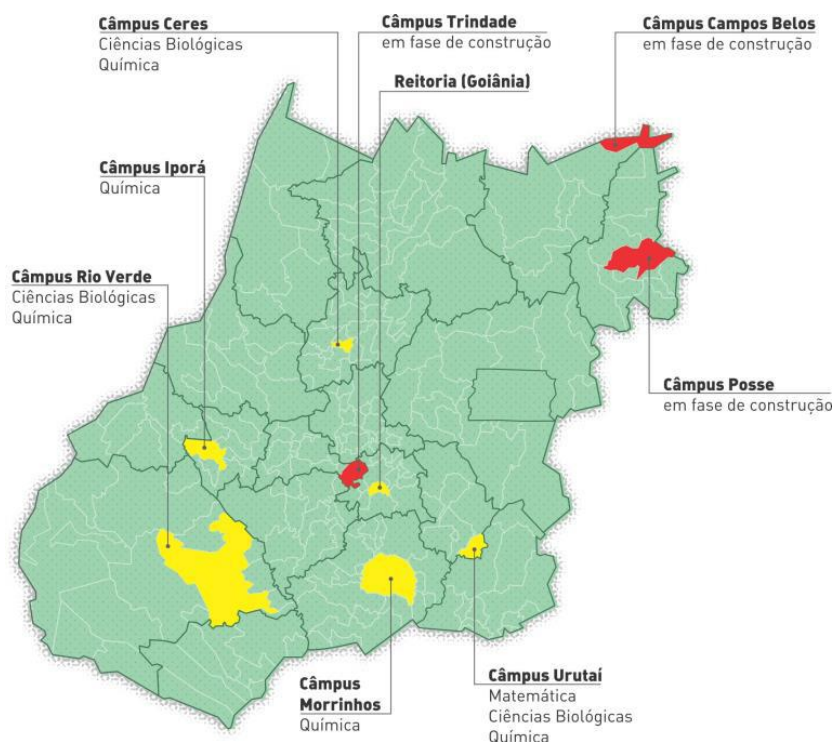 Câmpus Ceres
Ciências Biológicas
Química
Câmpus Trindade
em fase de construção
Câmpus Campos Belos
em fase de construção
Reitoria (Goiânia)
Câmpus Iporá
Química
Câmpus Rio Verde
Ciências Biológicas
Química
Câmpus Posse
em fase de construção
Câmpus
Morrinhos
Química
Câmpus Urutaí
Matemática
Ciências Biológicas
Química